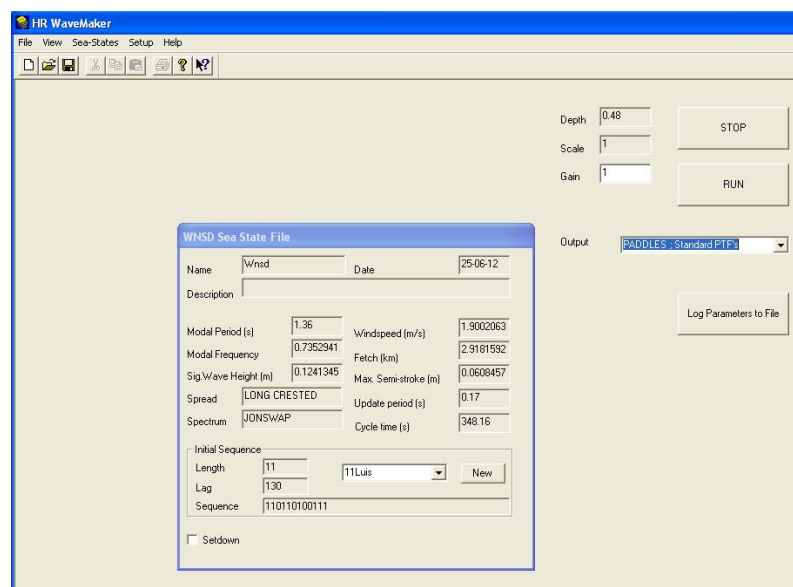 HR WaveMaker
File View Sea-States Setup Help
Depth 0.48
Scale 1
Gain 1
STOP
RUN
Output PADDLES ; Standard PTF's
Log Parameters to File
WNSD Sea State File
Name Wnsd Date 25-06-12
Description
Modal Period (s) 1.36 Windspeed (m/s) 1.9002063
Modal Frequency 0.7352941 Fetch (km) 2.9181592
Sig.Wave Height (m) 0.1241345 Max. Semi-stroke (m) 0.0608457
Spread LONG CRESTED Update period (s) 0.17
Spectrum JONSWAP Cycle time (s) 348.16
Initial Sequence
Length 11 11Luis New
Lag 130
Sequence 110110100111
Setdown